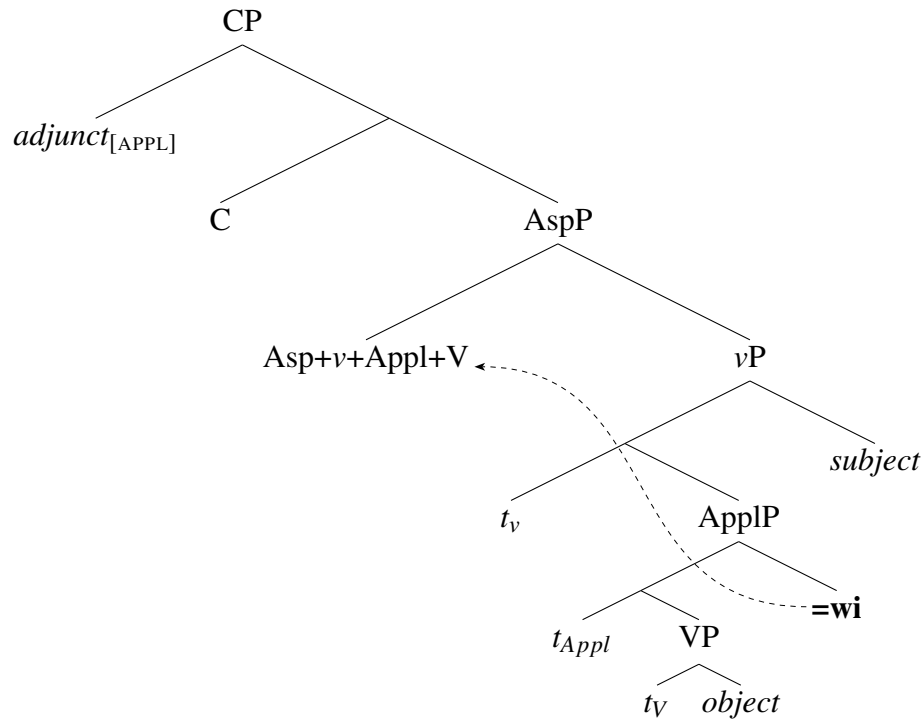 CP
adjunct[APPL]
C
AspP
Asp+v+Appl+V
vP
subject
tv
ApplP
=wi
tAppl
VP
tV
object